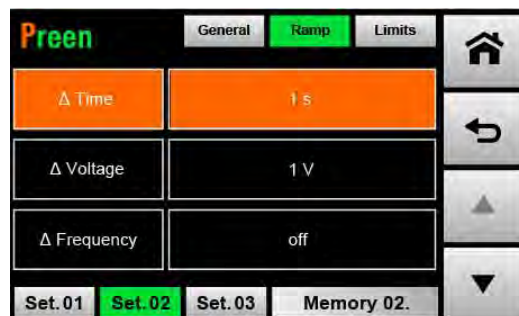 Preen General Ramp Limits
Δ Time 1 s
Δ Voltage 1 V
Δ Frequency off
Set.01 Set.02 Set.03 Memory 02.